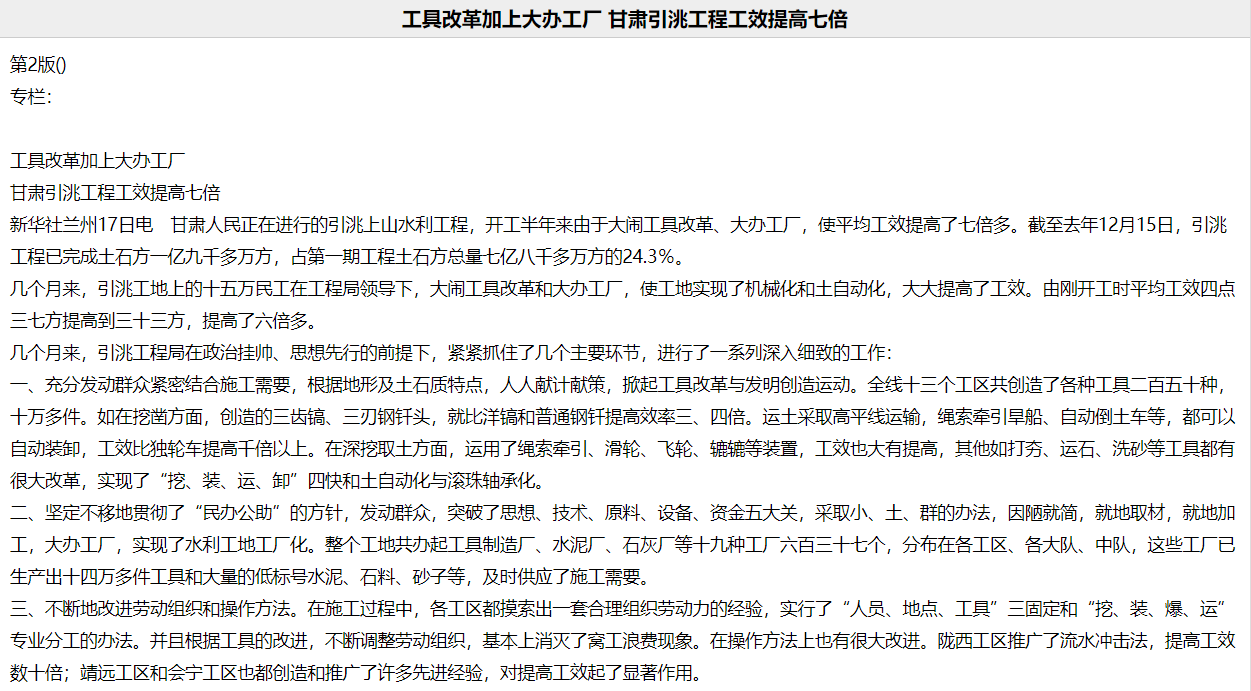 工具改革加上大办工厂 甘肃引洮工程工效提高七倍
第2版()
专栏：
工具改革加上大办工厂
甘肃引洮工程工效提高七倍
新华社兰州17日电　甘肃人民正在进行的引洮上山水利工程，开工半年来由于大闹工具改革、大办工厂，使平均工效提高了七倍多。截至去年12月15日，引洮
工程已完成土石方一亿九千多万方，占第一期工程土石方总量七亿八千多万方的24.3％。
几个月来，引洮工地上的十五万民工在工程局领导下，大闹工具改革和大办工厂，使工地实现了机械化和土自动化，大大提高了工效。由刚开工时平均工效四点
三七方提高到三十三方，提高了六倍多。
几个月来，引洮工程局在政治挂帅、思想先行的前提下，紧紧抓住了几个主要环节，进行了一系列深入细致的工作：
一、充分发动群众紧密结合施工需要，根据地形及土石质特点，人人献计献策，掀起工具改革与发明创造运动。全线十三个工区共创造了各种工具二百五十种，
十万多件。如在挖凿方面，创造的三齿镐、三刃钢钎头，就比洋镐和普通钢钎提高效率三、四倍。运土采取高平线运输，绳索牵引旱船、自动倒土车等，都可以
自动装卸，工效比独轮车提高千倍以上。在深挖取土方面，运用了绳索牵引、滑轮、飞轮、辘辘等装置，工效也大有提高，其他如打夯、运石、洗砂等工具都有
很大改革，实现了“挖、装、运、卸”四快和土自动化与滚珠轴承化。
二、坚定不移地贯彻了“民办公助”的方针，发动群众，突破了思想、技术、原料、设备、资金五大关，采取小、土、群的办法，因陋就简，就地取材，就地加
工，大办工厂，实现了水利工地工厂化。整个工地共办起工具制造厂、水泥厂、石灰厂等十九种工厂六百三十七个，分布在各工区、各大队、中队，这些工厂已
生产出十四万多件工具和大量的低标号水泥、石料、砂子等，及时供应了施工需要。
三、不断地改进劳动组织和操作方法。在施工过程中，各工区都摸索出一套合理组织劳动力的经验，实行了“人员、地点、工具”三固定和“挖、装、爆、运”
专业分工的办法。并且根据工具的改进，不断调整劳动组织，基本上消灭了窝工浪费现象。在操作方法上也有很大改进。陇西工区推广了流水冲击法，提高工效
数十倍；靖远工区和会宁工区也都创造和推广了许多先进经验，对提高工效起了显著作用。